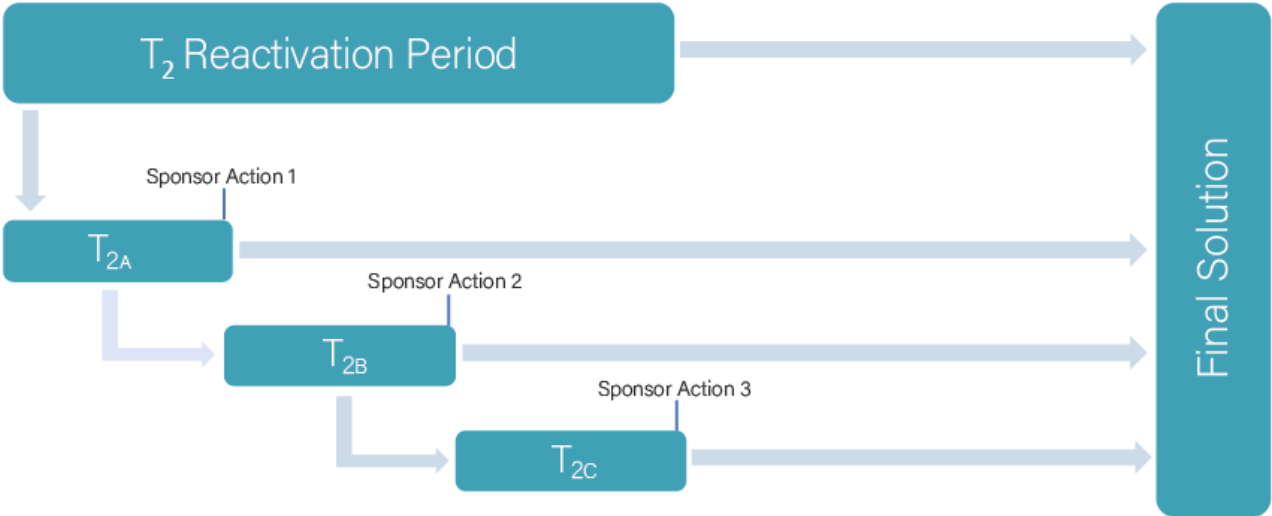 T₂ Reactivation Period
Sponsor Action 1
T₂A
Sponsor Action 2
T₂B
Sponsor Action 3
T₂C
Final Solution